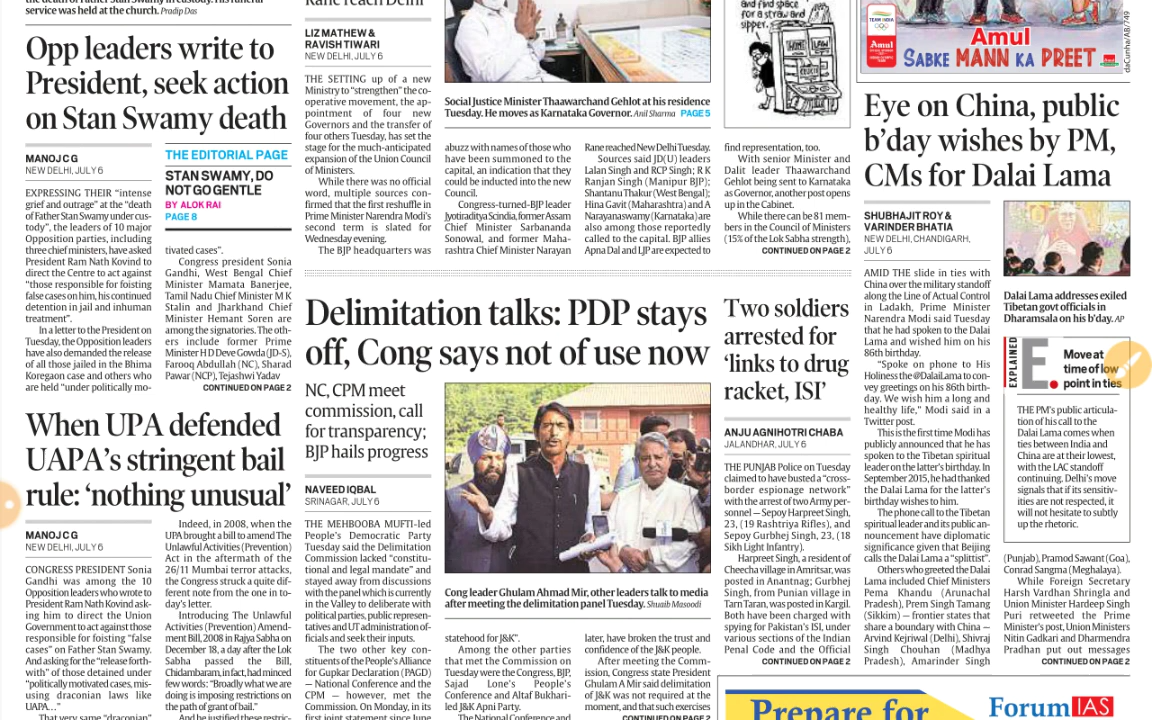 service was held at the church. Pradip Das
Opp leaders write to
President, seek action
on Stan Swamy death
MANOJ C G
NEW DELHI, JULY 6
EXPRESSING THEIR "intense
grief and outrage" at the "death
of Father Stan Swamy under cus-
tody", the leaders of 10 major
Opposition parties, including
three chief ministers, have asked
President Ram Nath Kovind to
direct the Centre to act against
"those responsible for foisting
false cases on him, his continued
detention in jail and inhuman
treatment".
In a letter to the President on
Tuesday, the Opposition leaders
have also demanded the release
of all those jailed in the Bhima
Koregaon case and others who
are held "under politically mo-
THE EDITORIAL PAGE
STAN SWAMY, DO
NOT GO GENTLE
BY ALOK RAI
PAGE 8
tivated cases".
Congress president Sonia
Gandhi, West Bengal Chief
Minister Mamata Banerjee,
Tamil Nadu Chief Minister M K
Stalin and Jharkhand Chief
Minister Hemant Soren are
among the signatories. The oth-
ers include former Prime
Minister H D Deve Gowda (JD-S),
Farooq Abdullah (NC), Sharad
Pawar (NCP), Tejashwi Yadav
CONTINUED ON PAGE 2
When UPA defended
UAPA's stringent bail
rule: 'nothing unusual'
MANOJ C G
NEW DELHI, JULY 6
CONGRESS PRESIDENT Sonia
Gandhi was among the 10
Opposition leaders who wrote to
President Ram Nath Kovind ask-
ing him to direct the Union
Government to act against those
responsible for foisting "false
cases" on Father Stan Swamy.
And asking for the "release forth-
with" of those detained under
"politically motivated cases, mis-
using draconian laws like
UAPA..."
That very same "draconian"
Indeed, in 2008, when the
UPA brought a bill to amend The
Unlawful Activities (Prevention)
Act in the aftermath of the
26/11 Mumbai terror attacks,
the Congress struck a quite dif-
ferent note from the one in to-
day's letter.
Introducing The Unlawful
Activities (Prevention) Amend-
ment Bill, 2008 in Rajya Sabha on
December 18, a day after the Lok
Sabha passed the Bill,
Chidambaram, in fact, had minced
few words: "Broadly what we are
doing is imposing restrictions on
the path of grant of bail."
And he justified these restric-
LIZ MATHEW &
RAVISH TIWARI
NEW DELHI, JULY 6
THE SETTING up of a new
Ministry to "strengthen" the co-
operative movement, the ap-
pointment of four new
Governors and the transfer of
four others Tuesday, has set the
stage for the much-anticipated
expansion of the Union Council
of Ministers.
While there was no official
word, multiple sources con-
firmed that the first reshuffle in
Prime Minister Narendra Modi's
second term is slated for
Wednesday evening.
The BJP headquarters was
Social Justice Minister Thaawarchand Gehlot at his residence
Tuesday. He moves as Karnataka Governor. Anil Sharma PAGE 5
abuzz with names of those who
have been summoned to the
capital, an indication that they
could be inducted into the new
Council.
Congress-turned-BJP leader
Jyotiraditya Scindia, former Assam
Chief Minister Sarbananda
Sonowal, and former Maha-
rashtra Chief Minister Narayan
Rane reached New Delhi Tuesday.
Sources said JD(U) leaders
Lalan Singh and RCP Singh; R K
Ranjan Singh (Manipur BJP);
Shantanu Thakur (West Bengal);
Hina Gavit (Maharashtra) and A
Narayanaswamy (Karnataka) are
also among those reportedly
called to the capital. BJP allies
Apna Dal and LJP are expected to
and find space
for a straw and
sipper.
find representation, too.
With senior Minister and
Dalit leader Thaawarchand
Gehlot being sent to Karnataka
as Governor, another post opens
up in the Cabinet.
While there can be 81 mem-
bers in the Council of Ministers
(15% of the Lok Sabha strength),
CONTINUED ON PAGE 2
Delimitation talks: PDP stays
off, Cong says not of use now
NC, CPM meet
commission, call
for transparency;
BJP hails progress
NAVEED IQBAL
SRINAGAR, JULY 6
THE MEHBOOBA MUFTI-led
People's Democratic Party
Tuesday said the Delimitation
Commission lacked "constitu-
tional and legal mandate" and
stayed away from discussions
with the panel which is currently
in the Valley to deliberate with
political parties, public represen-
tatives and UT administration of-
ficials and seek their inputs.
The two other key con-
stituents of the People's Alliance
for Gupkar Declaration (PAGD)
— National Conference and the
CPM — however, met the
Commission. On Monday, in its
first joint statement since June
Cong leader Ghulam Ahmad Mir, other leaders talk to media
after meeting the delimitation panel Tuesday. Shuaib Masoodi
statehood for J&K".
Among the other parties
that met the Commission on
Tuesday were the Congress, BJP,
Sajad Lone's People's
Conference and Altaf Bukhari-
led J&K Apni Party.
The National Conference and
later, have broken the trust and
confidence of the J&K people.
After meeting the Comm-
ission, Congress state President
Ghulam A Mir said delimitation
of J&K was not required at the
moment, and that such exercises
CONTINUED ON PAGE 2
Two soldiers
arrested for
'links to drug
racket, ISI'
ANJU AGNIHOTRI CHABA
JALANDHAR, JULY 6
THE PUNJAB Police on Tuesday
claimed to have busted a "cross-
border espionage network"
with the arrest of two Army per-
sonnel — Sepoy Harpreet Singh,
23, (19 Rashtriya Rifles), and
Sepoy Gurbhej Singh, 23, (18
Sikh Light Infantry).
Harpreet Singh, a resident of
Cheecha village in Amritsar, was
posted in Anantnag; Gurbhej
Singh, from Punian village in
Tarn Taran, was posted in Kargil.
Both have been charged with
spying for Pakistan's ISI, under
various sections of the Indian
Penal Code and the Official
CONTINUED ON PAGE 2
TEAM INDIA
Amul
Amul
SABKE MANN KA PREET
daCunha/AB/749
Eye on China, public
b'day wishes by PM,
CMs for Dalai Lama
SHUBHAJIT ROY &
VARINDER BHATIA
NEW DELHI, CHANDIGARH,
JULY 6
AMID THE slide in ties with
China over the military standoff
along the Line of Actual Control
in Ladakh, Prime Minister
Narendra Modi said Tuesday
that he had spoken to the Dalai
Lama and wished him on his
86th birthday.
"Spoke on phone to His
Holiness the @DalaiLama to con-
vey greetings on his 86th birth-
day. We wish him a long and
healthy life," Modi said in a
Twitter post.
This is the first time Modi has
publicly announced that he has
spoken to the Tibetan spiritual
leader on the latter's birthday. In
September 2015, he had thanked
the Dalai Lama for the latter's
birthday wishes to him.
The phone call to the Tibetan
spiritual leader and its public an-
nouncement have diplomatic
significance given that Beijing
calls the Dalai Lama a "splittist".
Others who greeted the Dalai
Lama included Chief Ministers
Pema Khandu (Arunachal
Pradesh), Prem Singh Tamang
(Sikkim) — frontier states that
share a boundary with China —
Arvind Kejriwal (Delhi), Shivraj
Singh Chouhan (Madhya
Pradesh), Amarinder Singh
Dalai Lama addresses exiled
Tibetan govt officials in
Dharamsala on his b'day. AP
EXPLAINED
E.
Move at
time of low
point in ties
THE PM's public articula-
tion of his call to the
Dalai Lama comes when
ties between India and
China are at their lowest,
with the LAC standoff
continuing. Delhi's move
signals that if its sensitiv-
ities are not respected, it
will not hesitate to subtly
up the rhetoric.
(Punjab), Pramod Sawant (Goa),
Conrad Sangma (Meghalaya).
While Foreign Secretary
Harsh Vardhan Shringla and
Union Minister Hardeep Singh
Puri retweeted the Prime
Minister's post, Union Ministers
Nitin Gadkari and Dharmendra
Pradhan put out messages
CONTINUED ON PAGE 2
Prepare for
ForumIAS